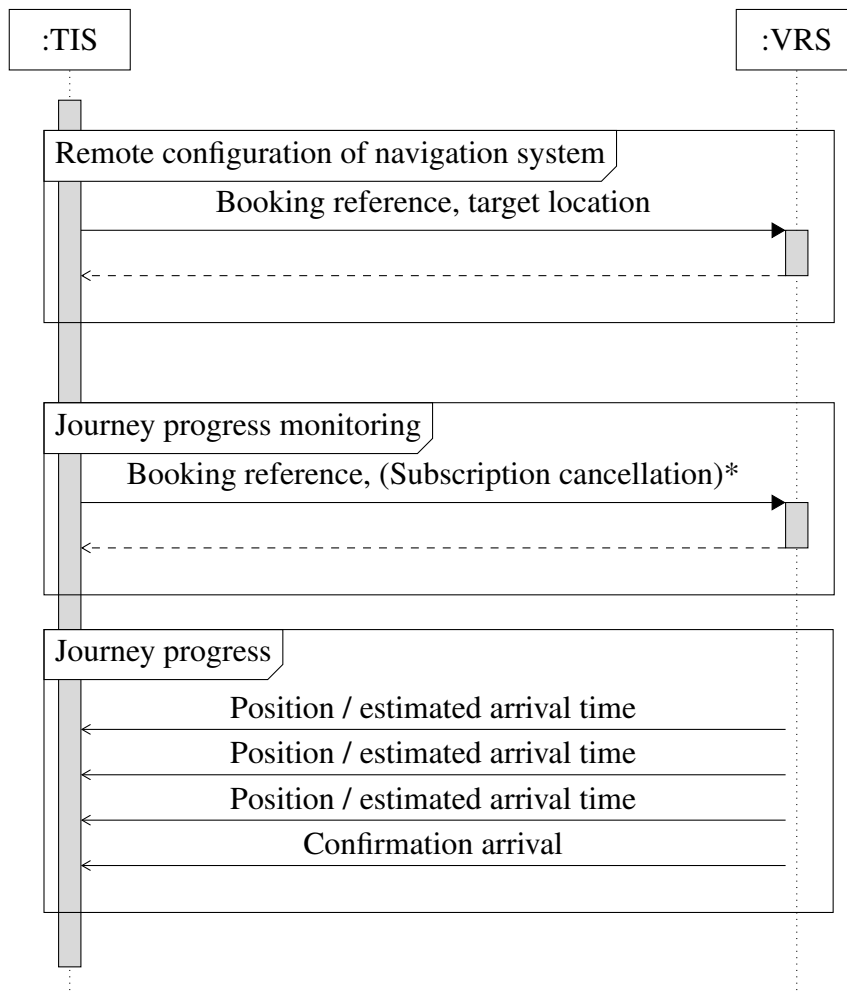 :TIS
:VRS
Remote configuration of navigation system
Booking reference, target location
Journey progress monitoring
Booking reference, (Subscription cancellation)*
Journey progress
Position / estimated arrival time
Position / estimated arrival time
Position / estimated arrival time
Confirmation arrival